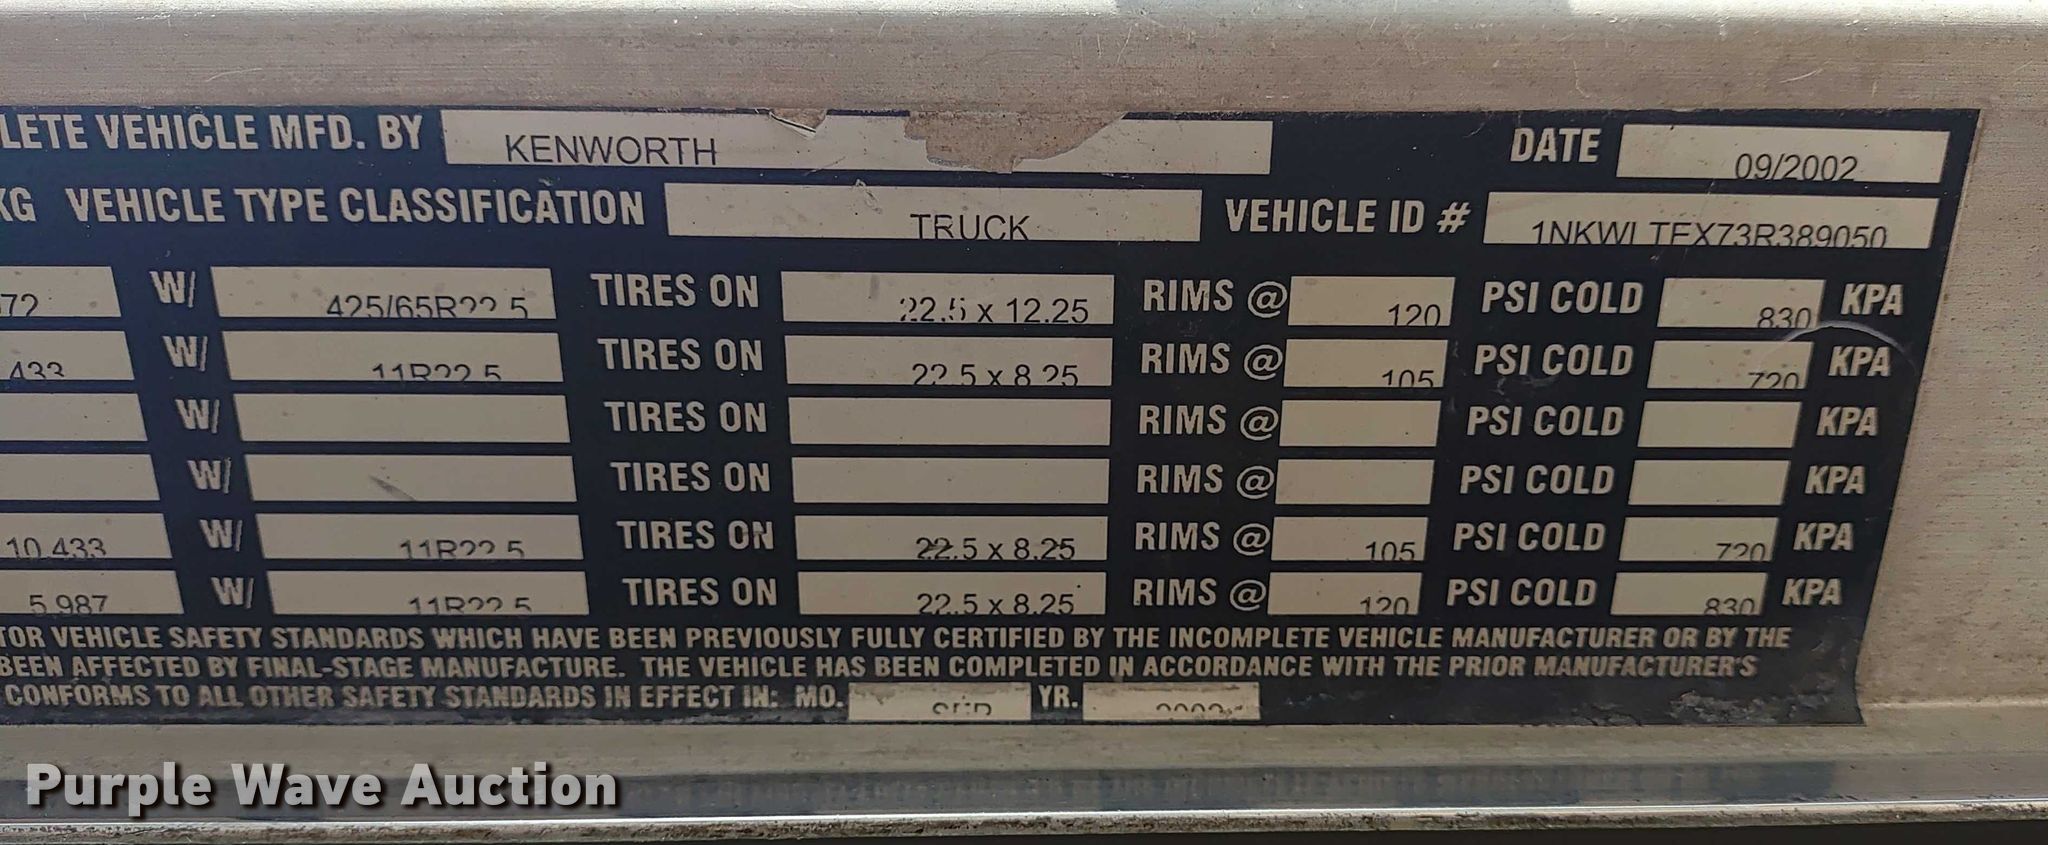 LETE VEHICLE MFD. BY KENWORTH DATE 09/2002
KG VEHICLE TYPE CLASSIFICATION TRUCK VEHICLE ID # 1NKWLTEX73R389050
72 W/ 425/65R22.5 TIRES ON 22.5 x 12.25 RIMS @ 120 PSI COLD 830 KPA
433 W/ 11R22.5 TIRES ON 22.5 x 8.25 RIMS @ 105 PSI COLD 720 KPA
W/ TIRES ON RIMS @ PSI COLD KPA
W/ TIRES ON RIMS @ PSI COLD KPA
10,433 W/ 11R22.5 TIRES ON 22.5 x 8.25 RIMS @ 105 PSI COLD 720 KPA
5,987 W/ 11R22.5 TIRES ON 22.5 x 8.25 RIMS @ 120 PSI COLD 830 KPA
TOR VEHICLE SAFETY STANDARDS WHICH HAVE BEEN PREVIOUSLY FULLY CERTIFIED BY THE INCOMPLETE VEHICLE MANUFACTURER OR BY THE
BEEN AFFECTED BY FINAL-STAGE MANUFACTURE. THE VEHICLE HAS BEEN COMPLETED IN ACCORDANCE WITH THE PRIOR MANUFACTURER'S
CONFORMS TO ALL OTHER SAFETY STANDARDS IN EFFECT IN: MO. SEP YR.
Purple Wave Auction